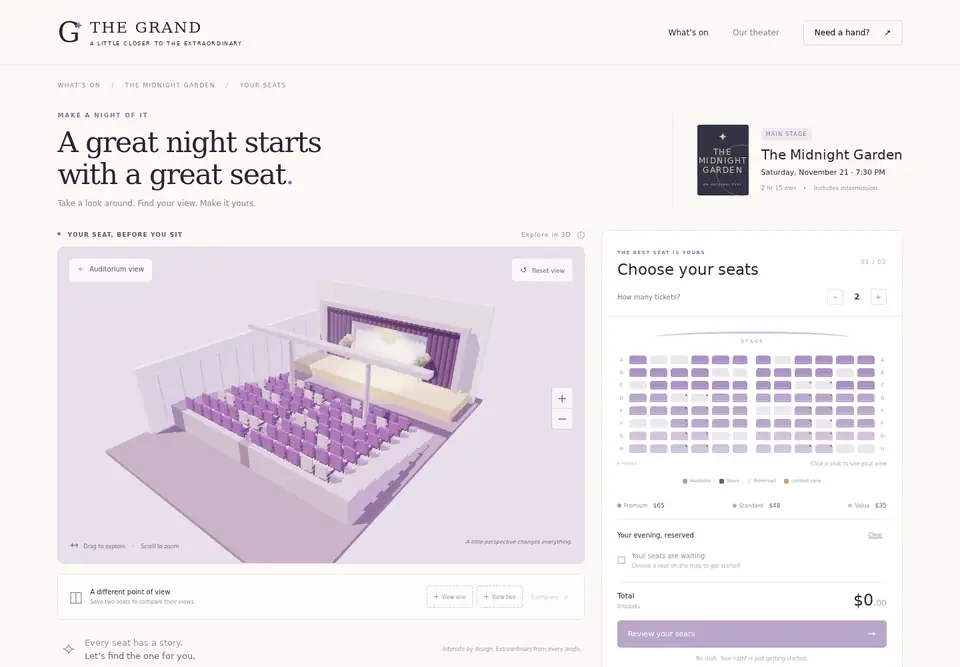 G
THE GRAND
A LITTLE CLOSER TO THE EXTRAORDINARY
What's on
Our theater
Need a hand? ↗
WHAT'S ON / THE MIDNIGHT GARDEN / YOUR SEATS
MAKE A NIGHT OF IT
A great night starts
with a great seat.
Take a look around. Find your view. Make it yours.
THE
MIDNIGHT
GARDEN
MAIN STAGE
The Midnight Garden
Saturday, November 21 · 7:30 PM
2 hr 15 min • Includes intermission
YOUR SEAT, BEFORE YOU SIT
Explore in 3D
Auditorium view
↺ Reset view
+
−
Drag to explore · Scroll to zoom
A little perspective changes everything.
A different point of view
Save two seats to compare their views.
+ View one
+ View two
Compare
Every seat has a story.
Let's find the one for you.
Intimate by design. Extraordinary from every angle.
THE BEST SEAT IS YOURS
Choose your seats
01 / 02
How many tickets?
− 2 +
STAGE
A A
B B
C C
D D
E E
F F
G G
H H
Click a seat to see your view
Available Yours Reserved Limited view
Premium $65
Standard $48
Value $35
Your evening, reserved
Clear
Your seats are waiting.
Choose a seat on the map to get started
Total
0 tickets
$0.00
Review your seats →
No rush. Your night is just getting started.